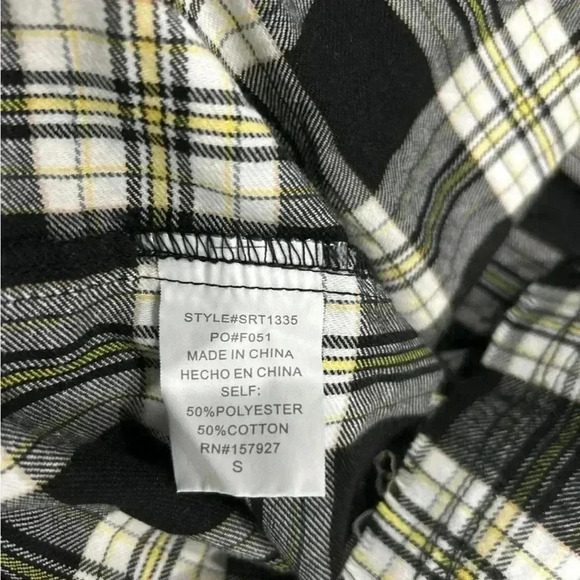 STYLE#SRT1335
PO#F051
MADE IN CHINA
HECHO EN CHINA
SELF:
50%POLYESTER
50%COTTON
RN#157927
S